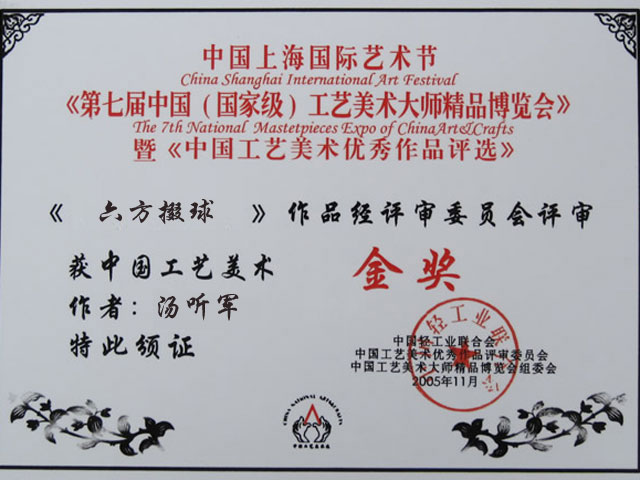 中国上海国际艺术节
China Shanghai International Art Festival
《第七届中国（国家级）工艺美术大师精品博览会》
The 7th National Mastetpieces Expo of ChinaArt&Crafts
暨《中国工艺美术优秀作品评选》
《 六方掇球 》作品经评审委员会评审
获中国工艺美术 金奖
作者：汤听军
特此颁证
中国轻工业联合会
中国工艺美术优秀作品评审委员会
中国工艺美术大师精品博览会组委会
2005年11月